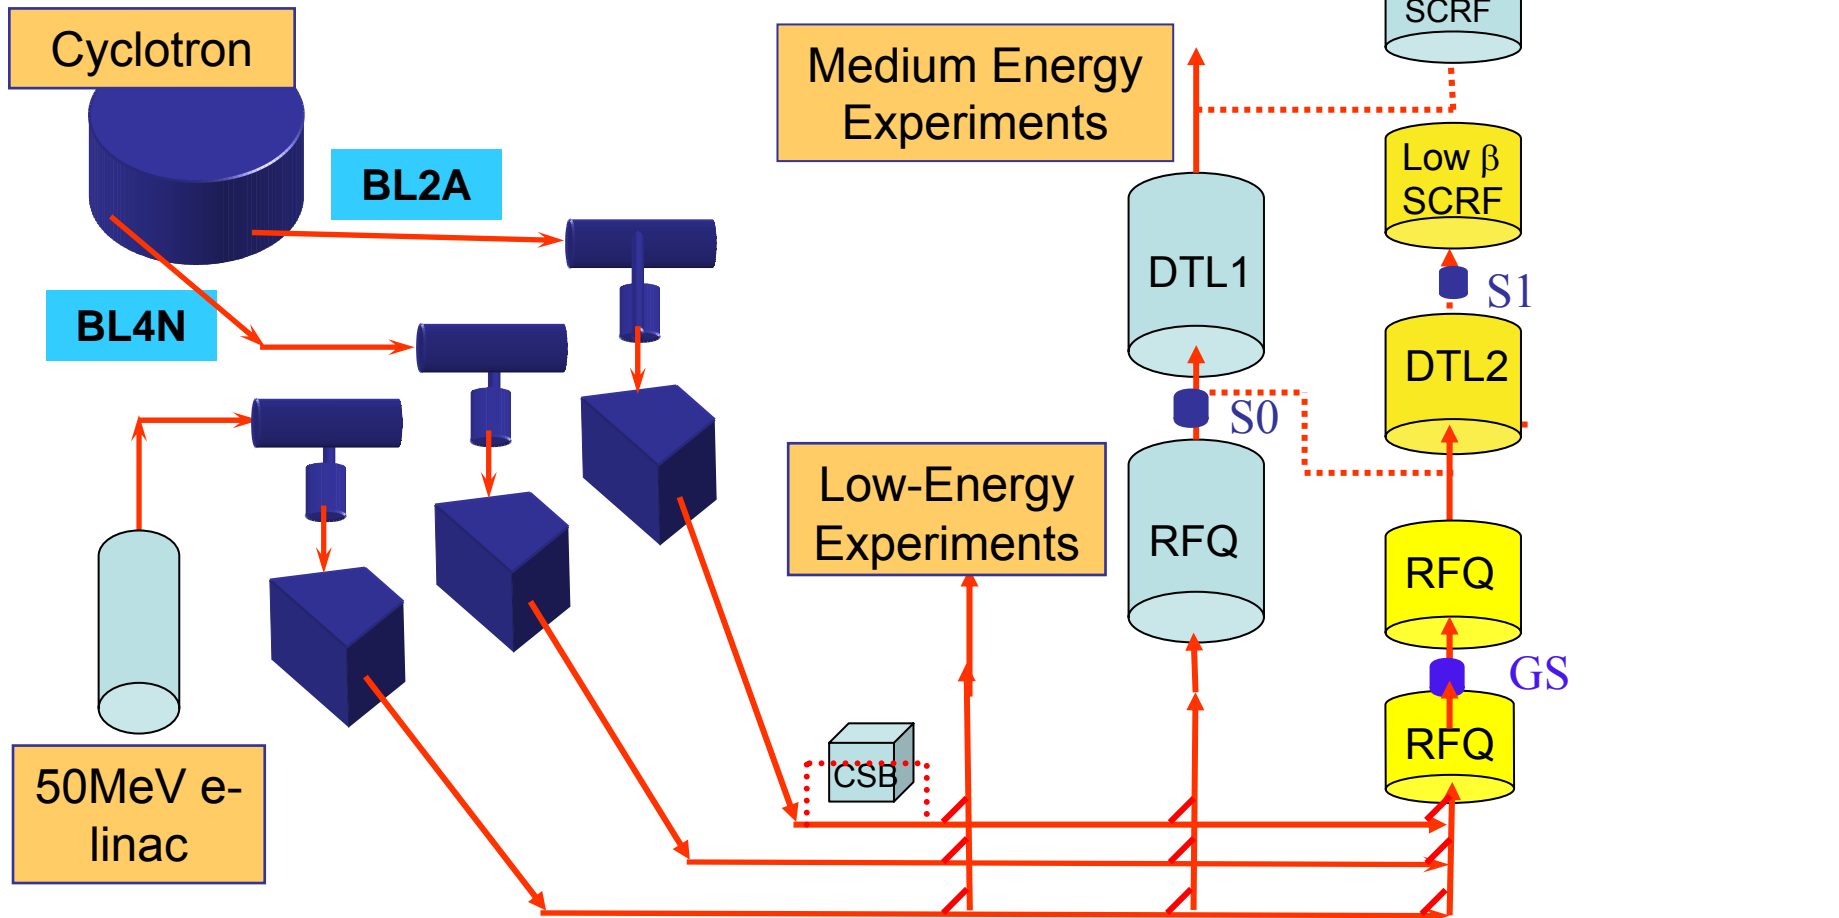 Cyclotron
BL2A
BL4N
50MeV e-
linac
Medium Energy
Experiments
SCRF
Low β
SCRF
S1
DTL1
DTL2
S0
Low-Energy
Experiments
RFQ
RFQ
GS
RFQ
CSB